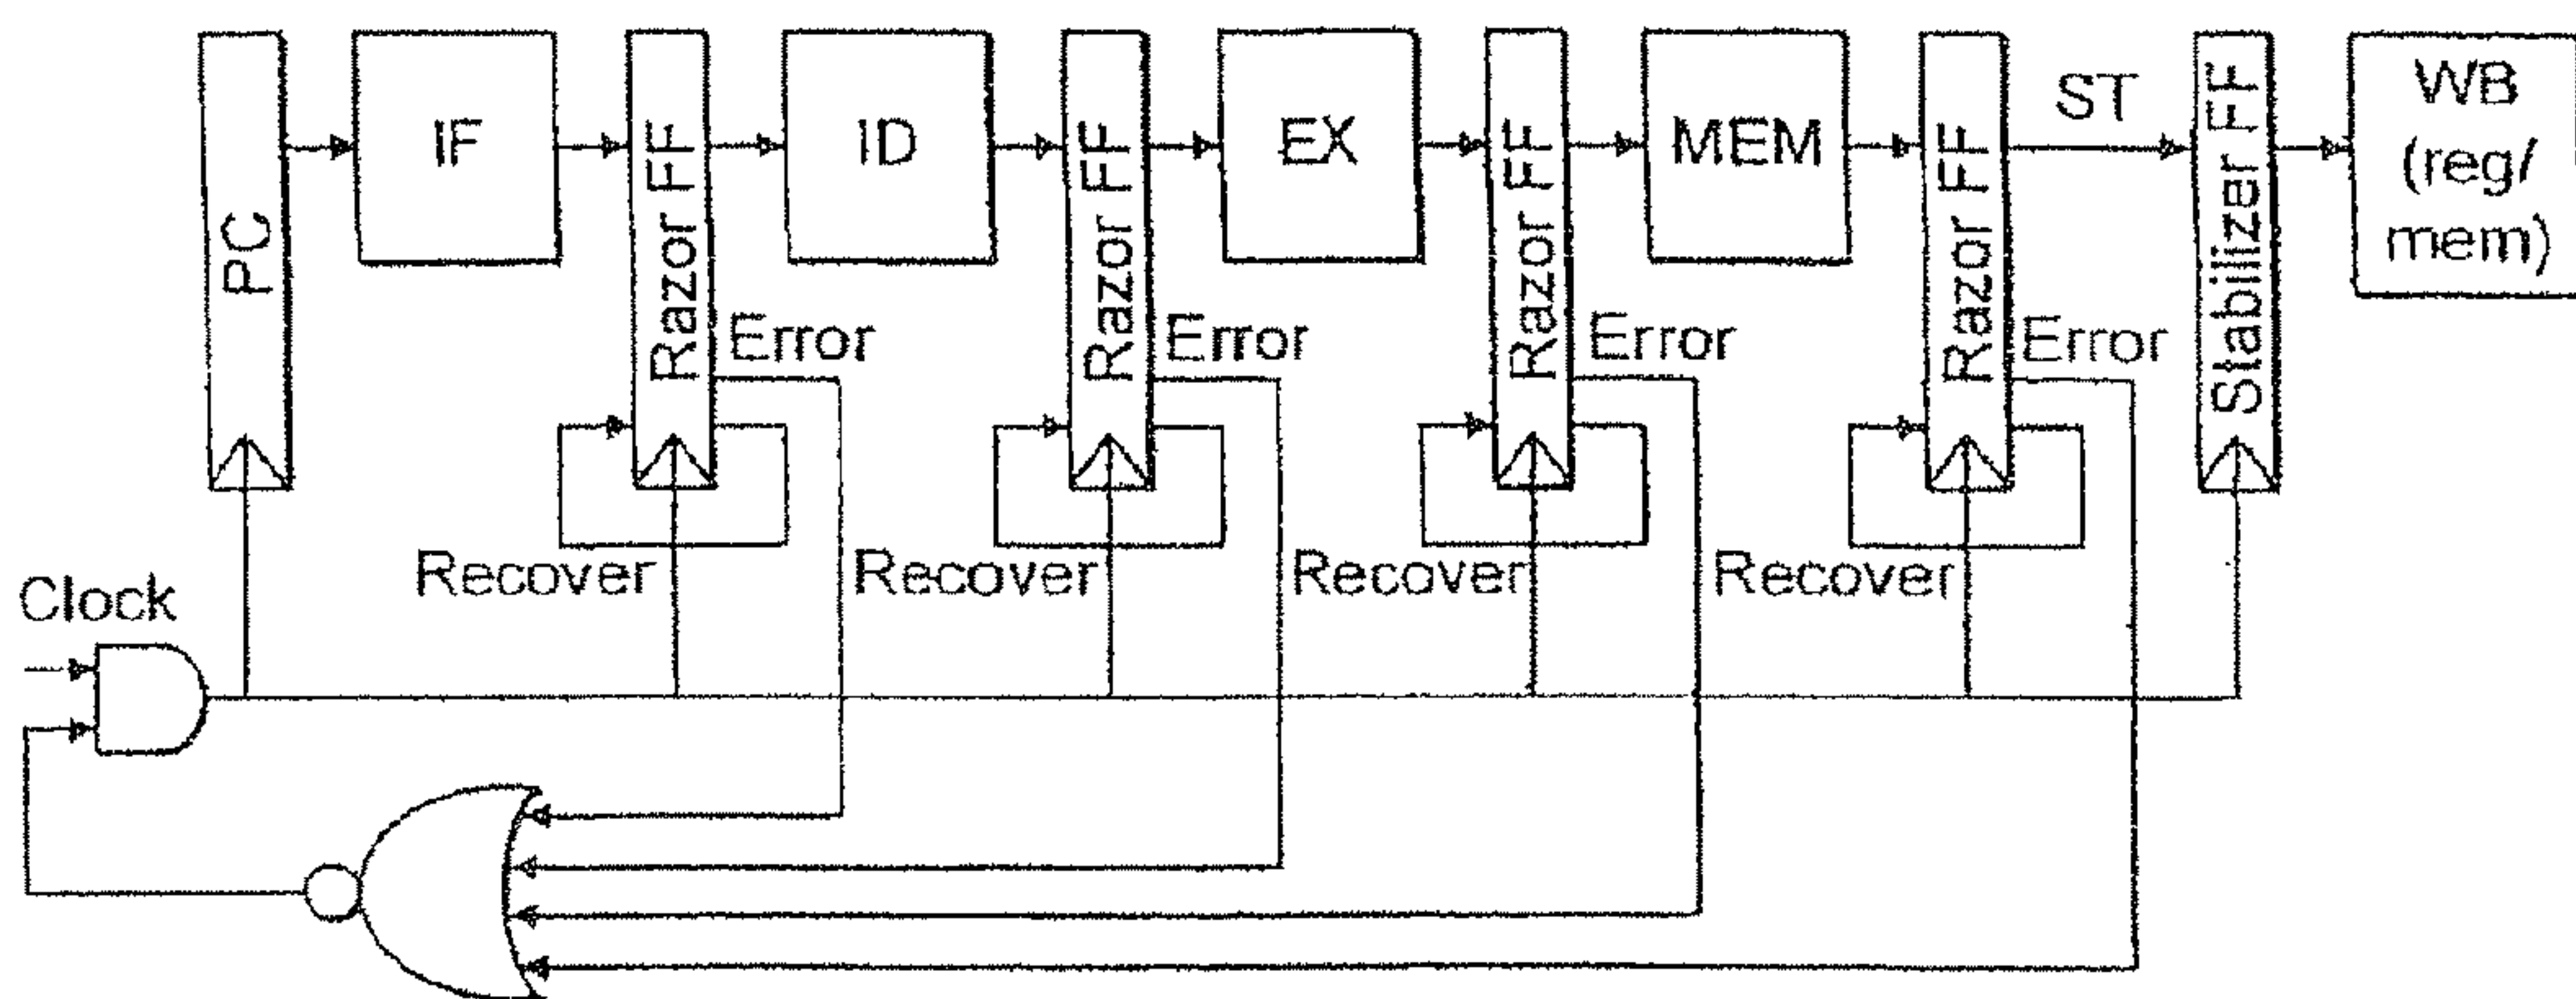 PC
IF
Razor FF
ID
Razor FF
EX
Razor FF
MEM
Razor FF
ST
Stabilizer FF
WB
(reg/
mem)
Error
Error
Error
Error
Recover
Recover
Recover
Recover
Clock